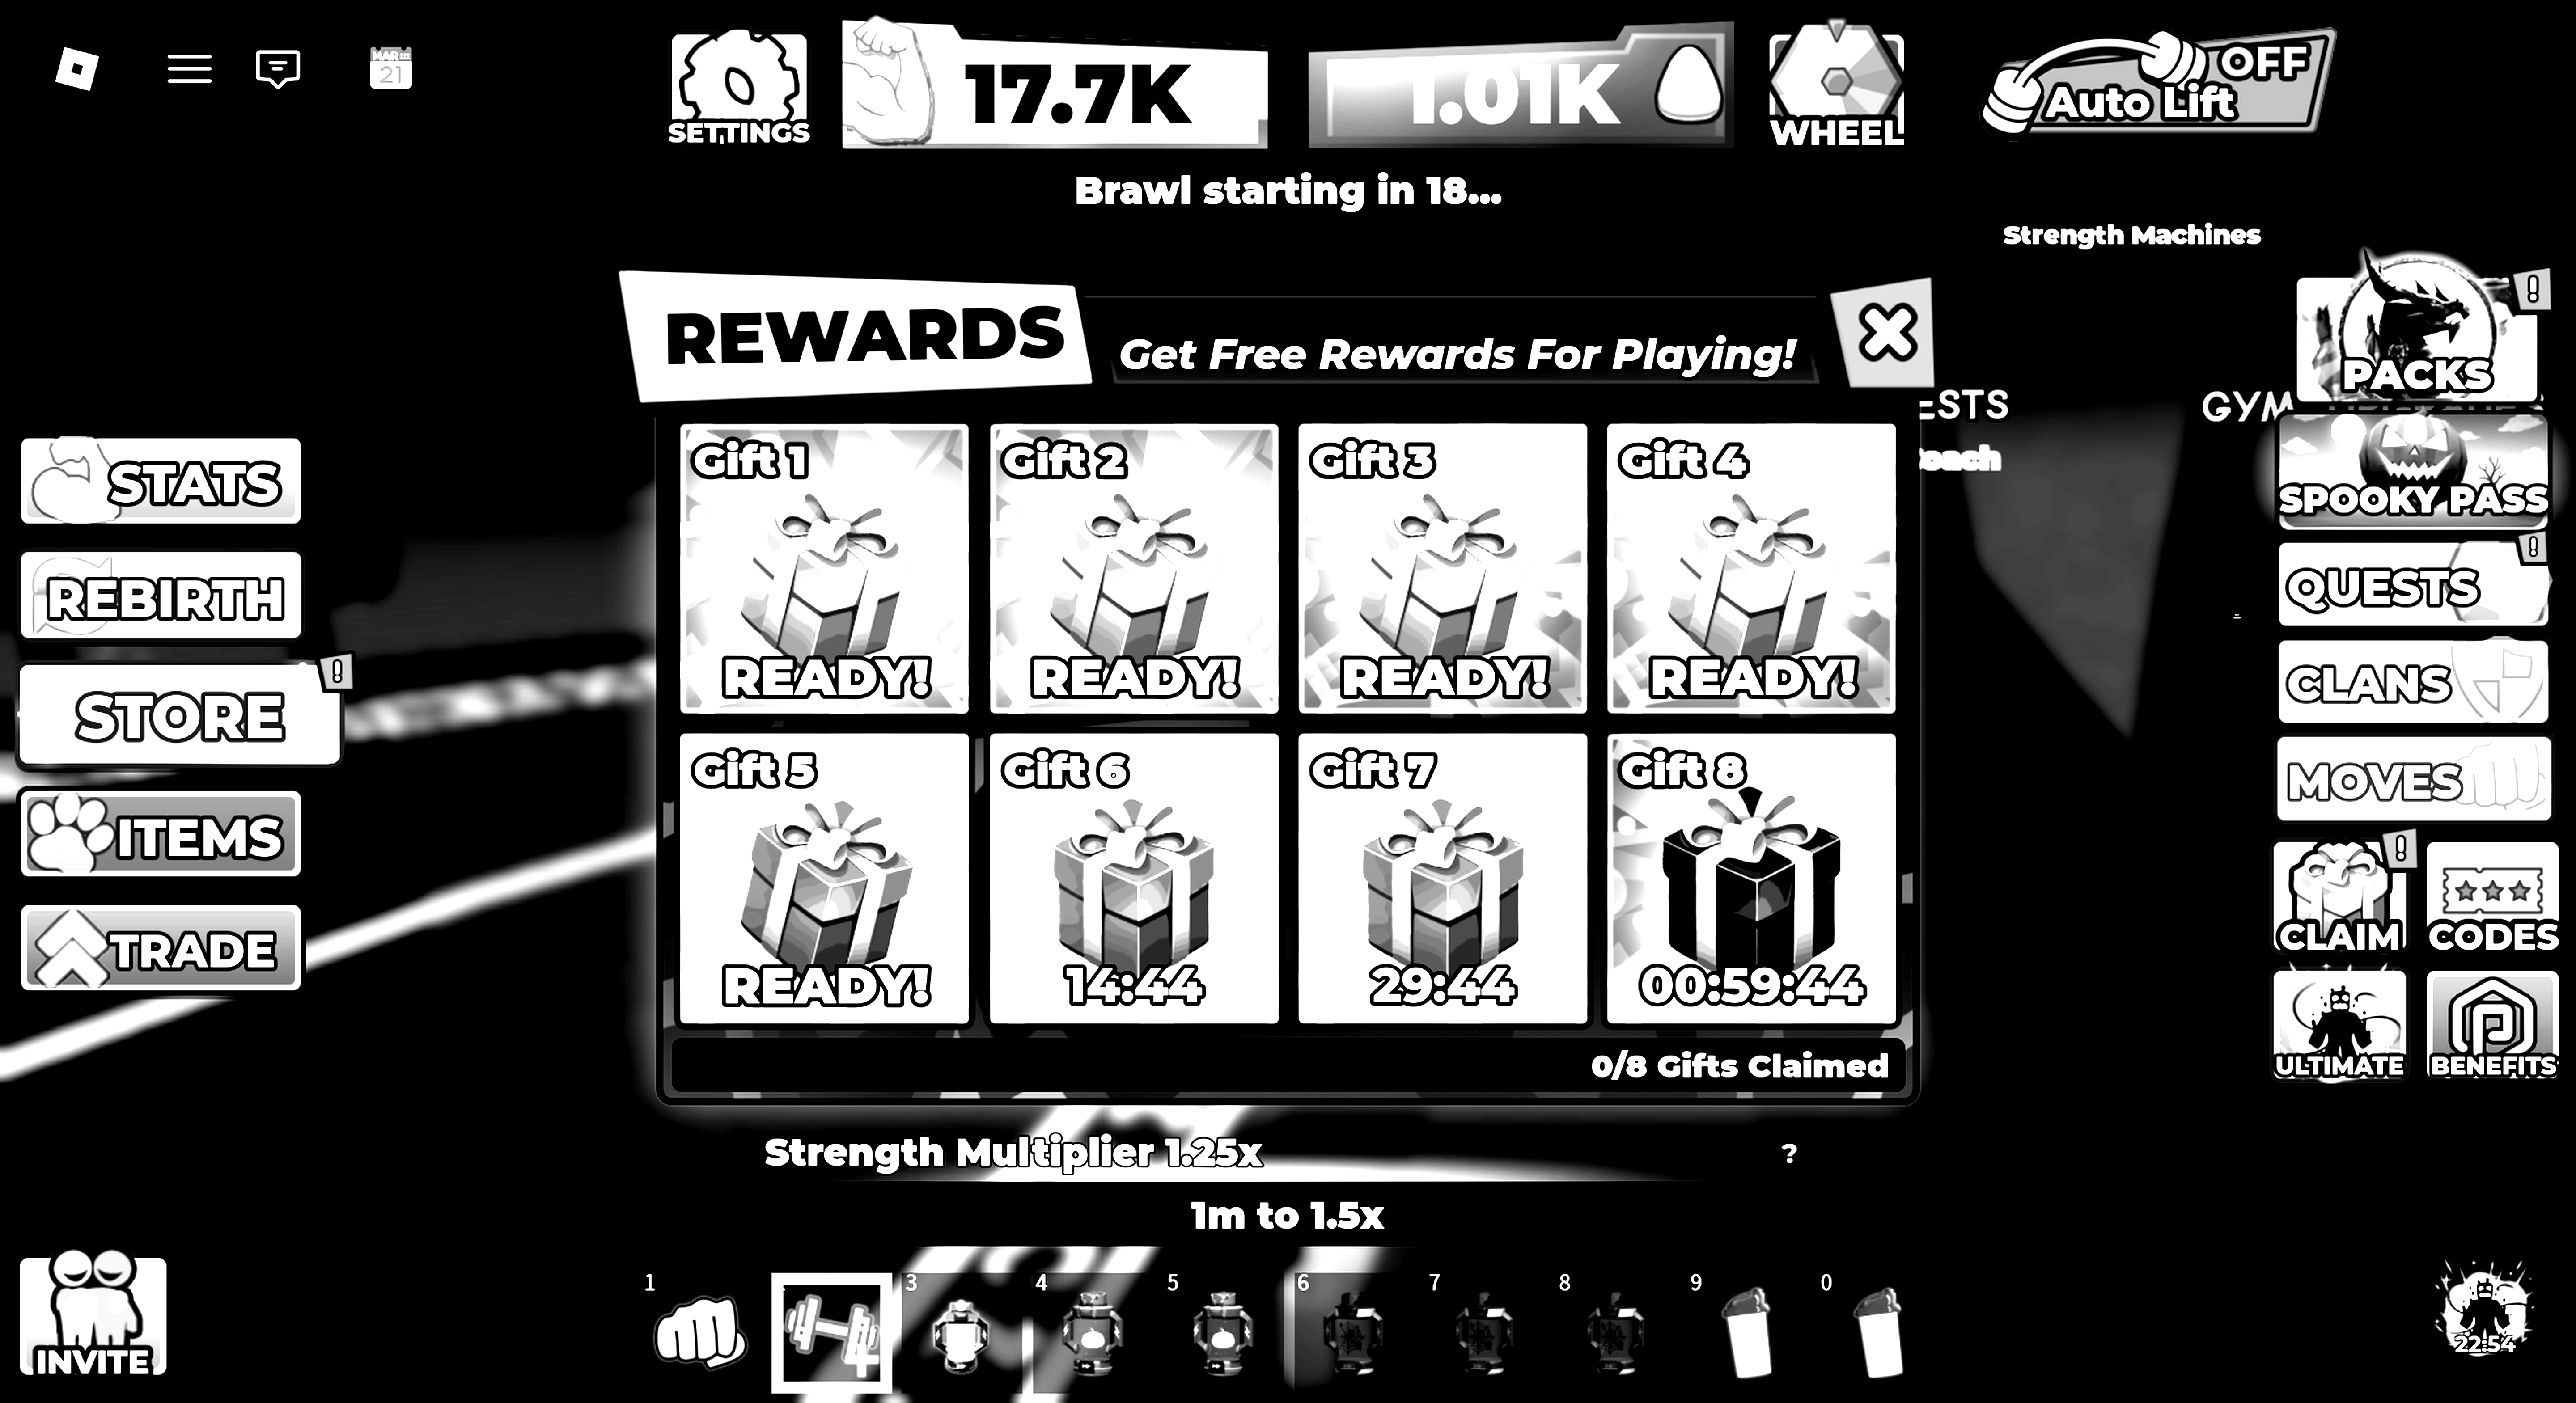 MAR
21
SETTINGS
17.7K
1.01K
WHEEL
OFF
Auto Lift
Brawl starting in 18...
Strength Machines
REWARDS
Get Free Rewards For Playing!
PACKS
ESTS
GYM
oach
Gift 1
READY!
Gift 2
READY!
Gift 3
READY!
Gift 4
READY!
Gift 5
READY!
Gift 6
14:44
Gift 7
29:44
Gift 8
00:59:44
0/8 Gifts Claimed
STATS
REBIRTH
!
STORE
ITEMS
TRADE
!
SPOOKY PASS
!
QUESTS
CLANS
MOVES
!
CLAIM
CODES
ULTIMATE
BENEFITS
Strength Multiplier 1.25x
?
1m to 1.5x
INVITE
1
3
4
5
6
7
8
9
0
22:54